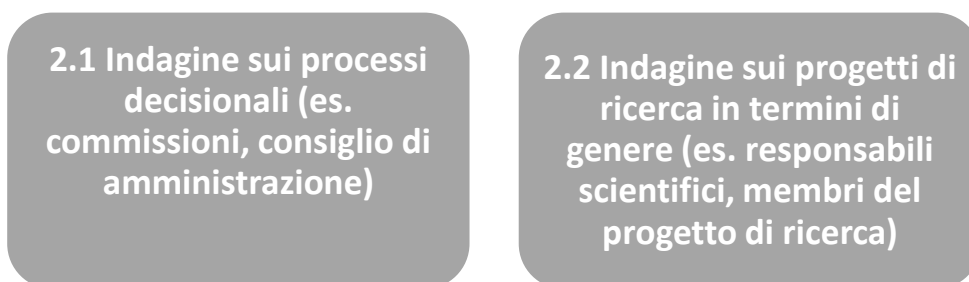 2.1 Indagine sui processi
decisionali (es.
commissioni, consiglio di
amministrazione)
2.2 Indagine sui progetti di
ricerca in termini di
genere (es. responsabili
scientifici, membri del
progetto di ricerca)